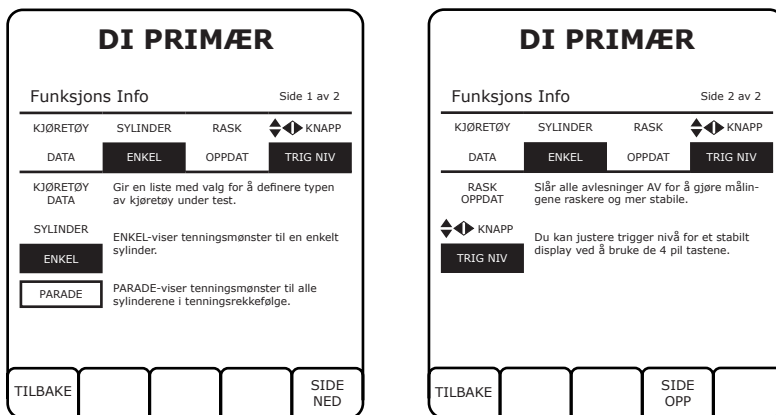 DI PRIMÆR
Funksjons Info Side 1 av 2
KJØRETØY SYLINDER RASK KNAPP
DATA ENKEL OPPDAT TRIG NIV
KJØRETØY
DATA
Gir en liste med valg for å definere typen
av kjøretøy under test.
SYLINDER
ENKEL
ENKEL-viser tenningsmønster til en enkelt
sylinder.
PARADE
PARADE-viser tenningsmønster til alle
sylinderene i tenningsrekkefølge.
TILBAKE
SIDE
NED
DI PRIMÆR
Funksjons Info Side 2 av 2
KJØRETØY SYLINDER RASK KNAPP
DATA ENKEL OPPDAT TRIG NIV
RASK
OPPDAT
Slår alle avlesninger AV for å gjøre målin-
gene raskere og mer stabile.
KNAPP
TRIG NIV
Du kan justere trigger nivå for et stabilt
display ved å bruke de 4 pil tastene.
TILBAKE
SIDE
OPP